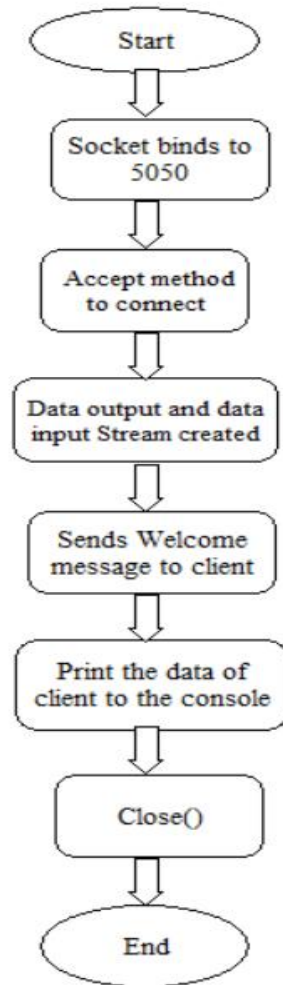 Start
Socket binds to
5050
Accept method
to connect
Data output and data
input Stream created
Sends Welcome
message to client
Print the data of
client to the console
Close()
End